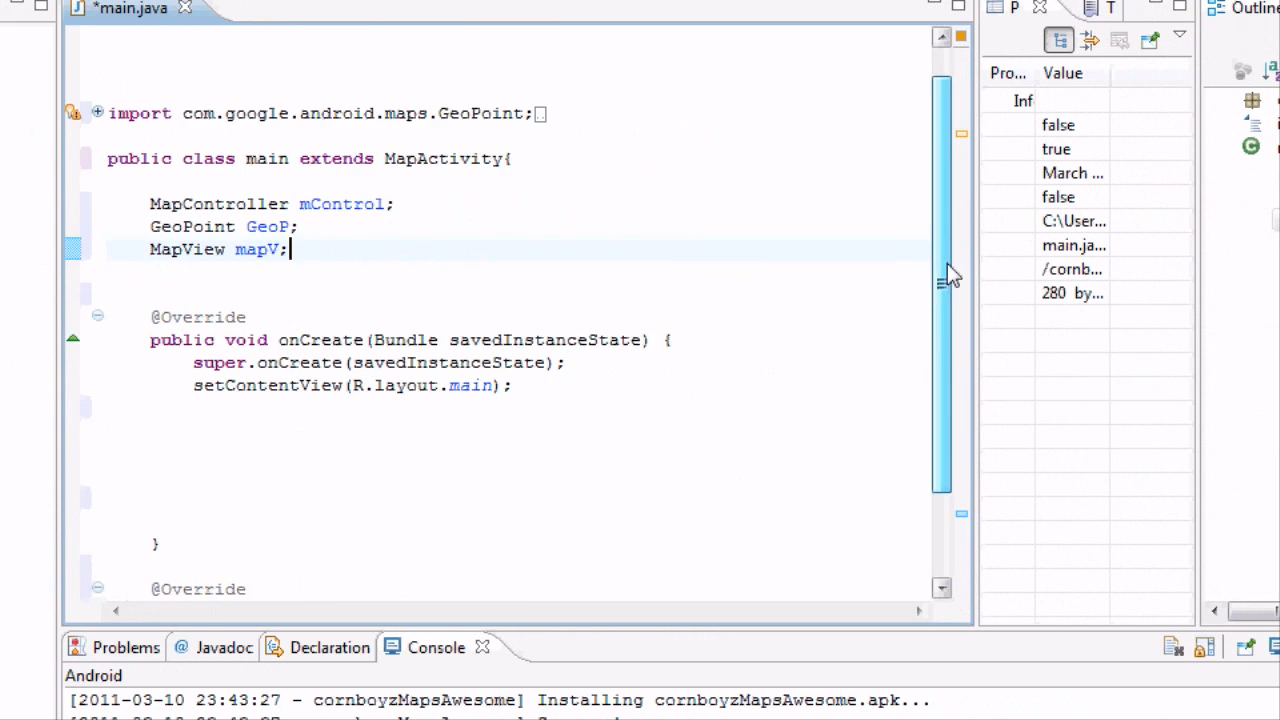 *main.java
P
T
Outline
import com.google.android.maps.GeoPoint;
public class main extends MapActivity{
MapController mControl;
GeoPoint GeoP;
MapView mapV;
@Override
public void onCreate(Bundle savedInstanceState) {
super.onCreate(savedInstanceState);
setContentView(R.layout.main);
}
@Override
Pro... Value
Inf
false
true
March ...
false
C:\User...
main.ja...
/cornb...
280 by...
Problems @ Javadoc Declaration Console
Android
[2011-03-10 23:43:27 - cornboyzMapsAwesome] Installing cornboyzMapsAwesome.apk...